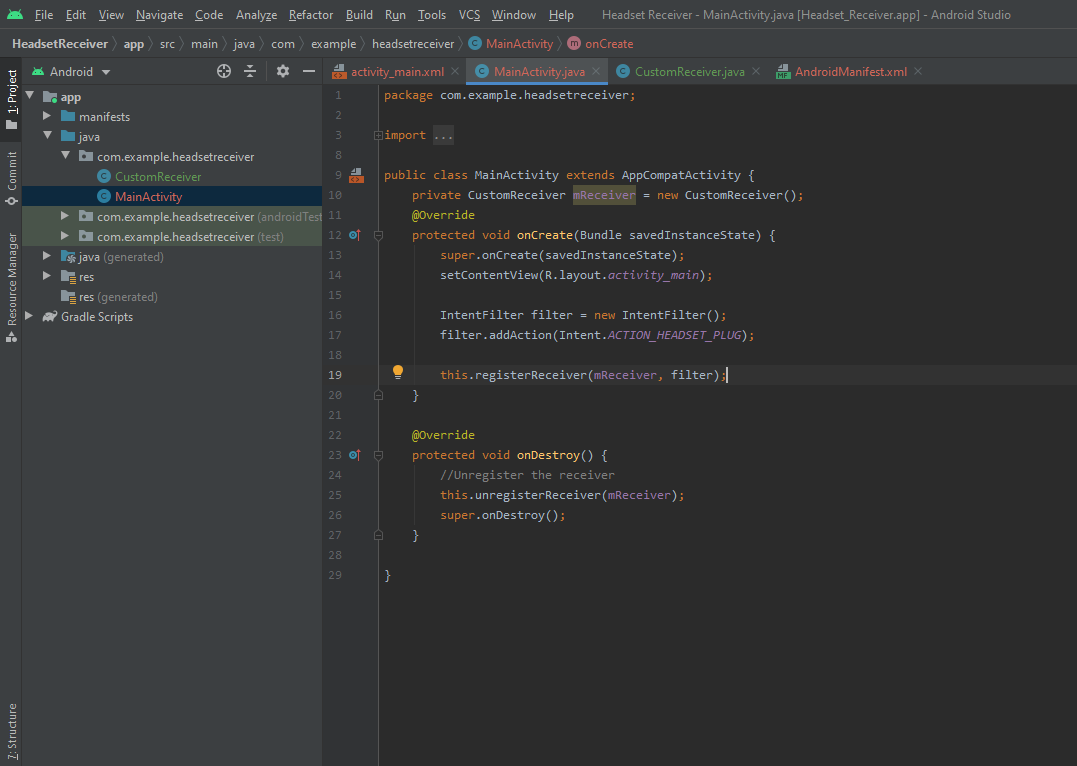 File Edit View Navigate Code Analyze Refactor Build Run Tools VCS Window Help Headset Receiver - MainActivity.java [Headset_Receiver.app] - Android Studio
HeadsetReceiver app src main java com example headsetreceiver C MainActivity m onCreate
Android
activity_main.xml C MainActivity.java C CustomReceiver.java MF AndroidManifest.xml
1: Project
Commit
Resource Manager
7: Structure
app
manifests
java
com.example.headsetreceiver
C CustomReceiver
C MainActivity
com.example.headsetreceiver (androidTest
com.example.headsetreceiver (test)
java (generated)
res
res (generated)
Gradle Scripts
1 package com.example.headsetreceiver;
2
3 import ...
8
9 public class MainActivity extends AppCompatActivity {
10 private CustomReceiver mReceiver = new CustomReceiver();
11 @Override
12 protected void onCreate(Bundle savedInstanceState) {
13 super.onCreate(savedInstanceState);
14 setContentView(R.layout.activity_main);
15
16 IntentFilter filter = new IntentFilter();
17 filter.addAction(Intent.ACTION_HEADSET_PLUG);
18
19 this.registerReceiver(mReceiver, filter);
20 }
21
22 @Override
23 protected void onDestroy() {
24 //Unregister the receiver
25 this.unregisterReceiver(mReceiver);
26 super.onDestroy();
27 }
28
29 }